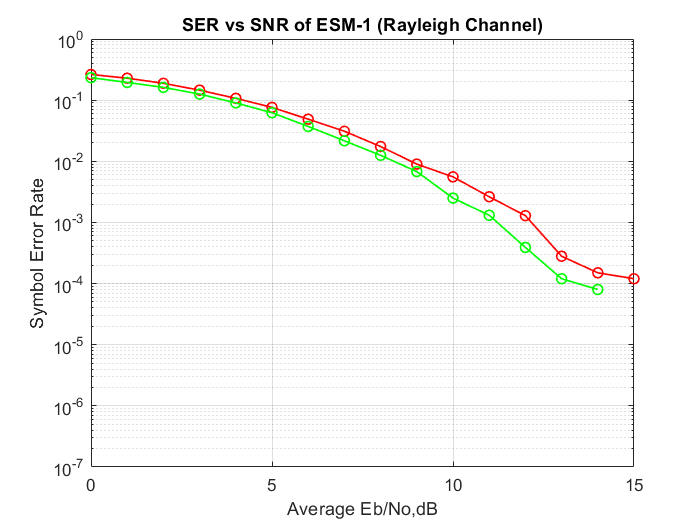 SER vs SNR of ESM-1 (Rayleigh Channel)
Symbol Error Rate
10^0
10^-1
10^-2
10^-3
10^-4
10^-5
10^-6
10^-7
0 5 10 15
Average Eb/No,dB